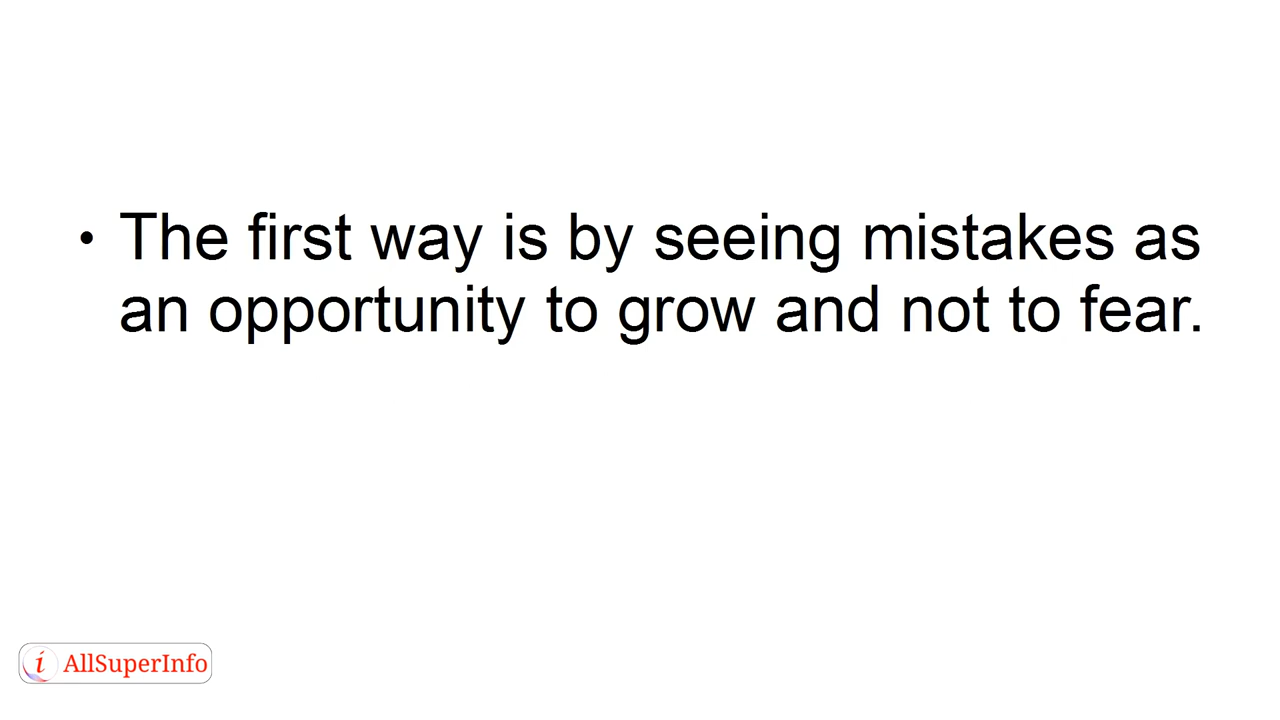 • The first way is by seeing mistakes as
an opportunity to grow and not to fear.
i AllSuperInfo